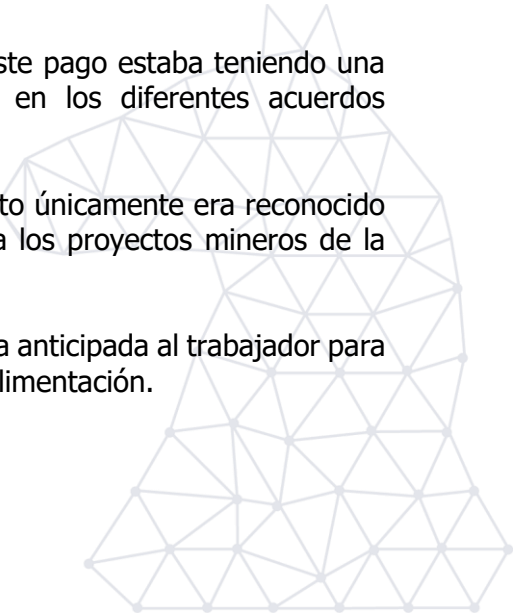 ste pago estaba teniendo una
en los diferentes acuerdos
to únicamente era reconocido
a los proyectos mineros de la
a anticipada al trabajador para
limentación.